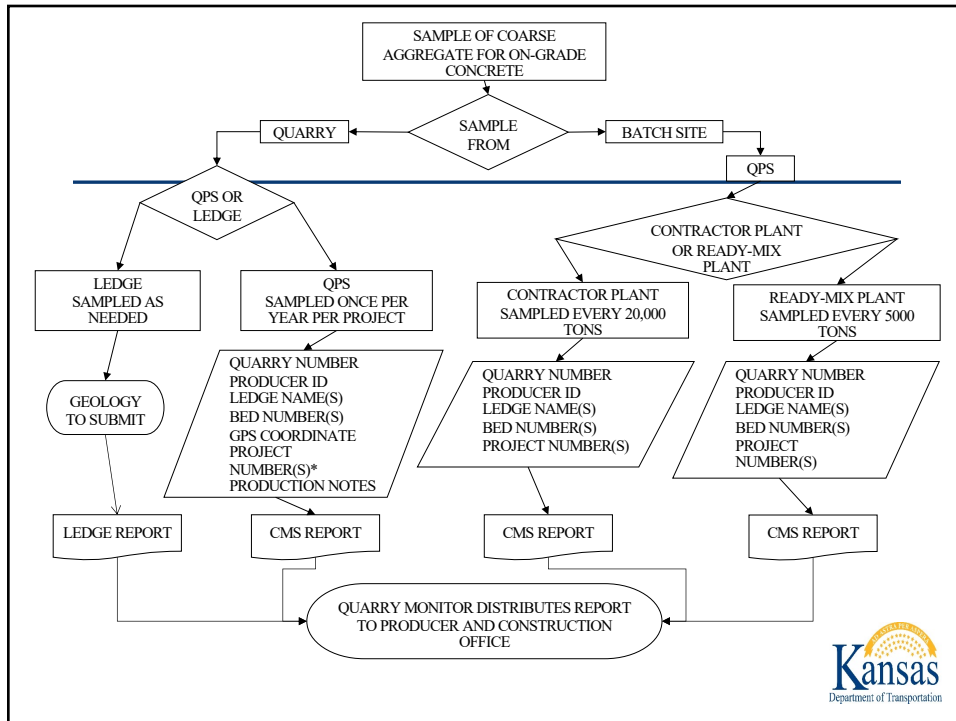 SAMPLE OF COARSE
AGGREGATE FOR ON-GRADE
CONCRETE
QUARRY
SAMPLE
FROM
BATCH SITE
QPS
QPS OR
LEDGE
CONTRACTOR PLANT
OR READY-MIX
PLANT
LEDGE
SAMPLED AS
NEEDED
QPS
SAMPLED ONCE PER
YEAR PER PROJECT
CONTRACTOR PLANT
SAMPLED EVERY 20,000
TONS
READY-MIX PLANT
SAMPLED EVERY 5000
TONS
GEOLOGY
TO SUBMIT
QUARRY NUMBER
PRODUCER ID
LEDGE NAME(S)
BED NUMBER(S)
GPS COORDINATE
PROJECT
NUMBER(S)*
PRODUCTION NOTES
QUARRY NUMBER
PRODUCER ID
LEDGE NAME(S)
BED NUMBER(S)
PROJECT NUMBER(S)
QUARRY NUMBER
PRODUCER ID
LEDGE NAME(S)
BED NUMBER(S)
PROJECT
NUMBER(S)
LEDGE REPORT
CMS REPORT
CMS REPORT
CMS REPORT
QUARRY MONITOR DISTRIBUTES REPORT
TO PRODUCER AND CONSTRUCTION
OFFICE
AD ASTRA PER ASPERA
Kansas
Department of Transportation